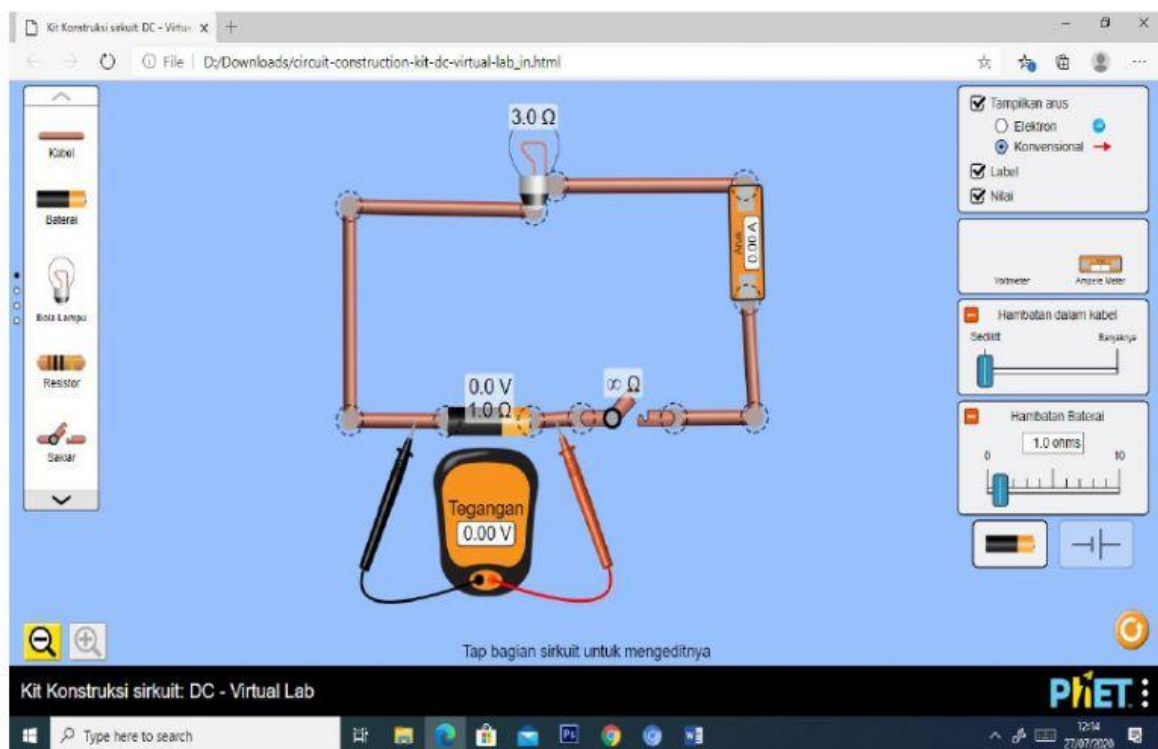 Kit Konstruksi sirkuit: DC - Virtu
File D:/Downloads/circuit-construction-kit-dc-virtual-lab_in.html
Kabel
Baterai
Bola Lampu
Resistor
Saklar
3.0 Ω
Arus
0.00 A
0.0 V
1.0 Ω
∞ Ω
Tegangan
0.00 V
Tap bagian sirkuit untuk mengeditnya
Tampilkan arus
Elektron
Konvensional
Label
Nilai
Voltmeter
Ampere Meter
Hambatan dalam kabel
Sedikit
Banyaknya
Hambatan Baterai
1.0 ohms
0
10
Kit Konstruksi sirkuit: DC - Virtual Lab
PhET
Type here to search
Ps
12:14
27/07/2020